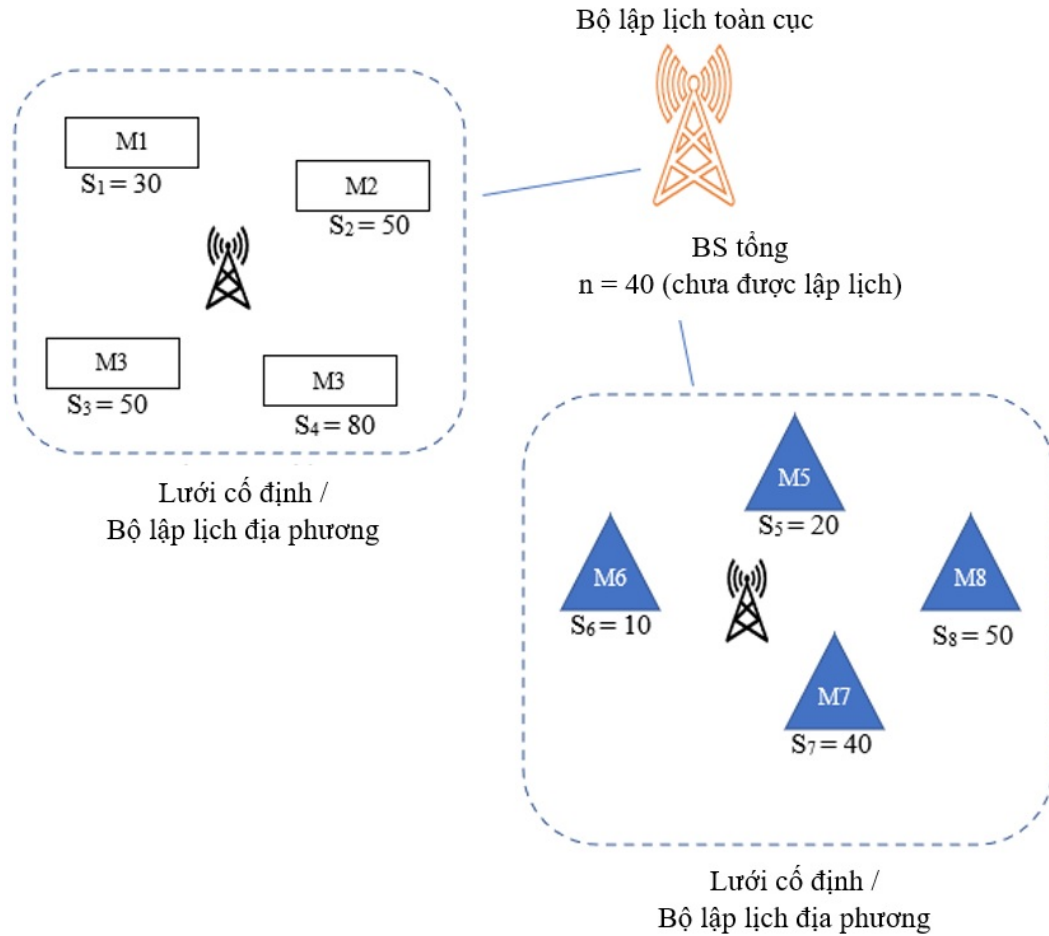 Bộ lập lịch toàn cục
M1
S₁ = 30
M2
S₂ = 50
M3
S₃ = 50
M3
S₄ = 80
Lưới cố định /
Bộ lập lịch địa phương
BS tổng
n = 40 (chưa được lập lịch)
M5
S₅ = 20
M6
S₆ = 10
M8
S₈ = 50
M7
S₇ = 40
Lưới cố định /
Bộ lập lịch địa phương